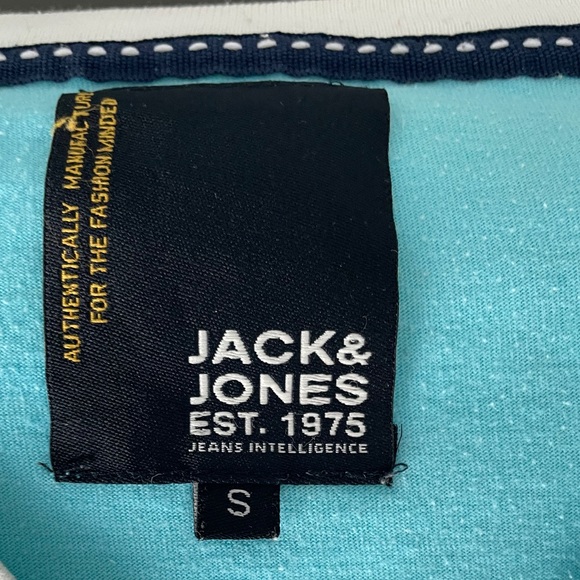 AUTHENTICALLY MANUFACTURED
FOR THE FASHION MINDED
JACK&
JONES
EST. 1975
JEANS INTELLIGENCE
S